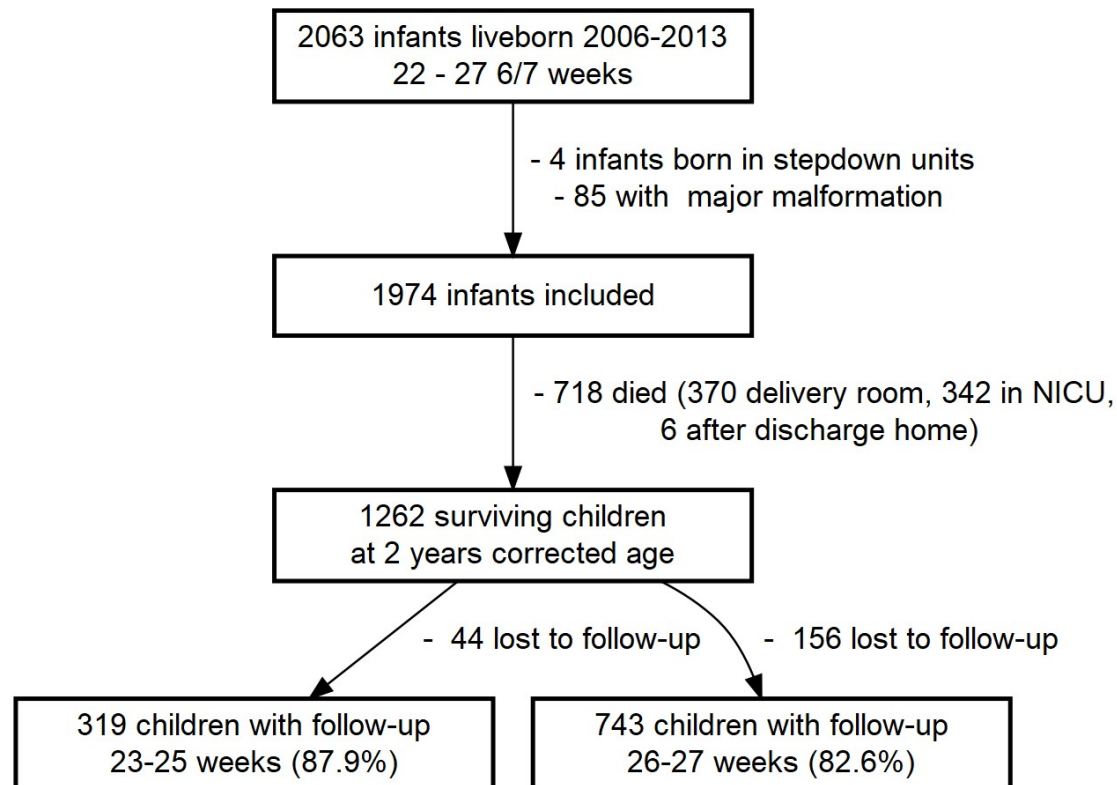 2063 infants liveborn 2006-2013
22 - 27 6/7 weeks
- 4 infants born in stepdown units
- 85 with  major malformation
1974 infants included
- 718 died (370 delivery room, 342 in NICU,
6 after discharge home)
1262 surviving children
at 2 years corrected age
-  44 lost to follow-up
-  156 lost to follow-up
319 children with follow-up
23-25 weeks (87.9%)
743 children with follow-up
26-27 weeks (82.6%)